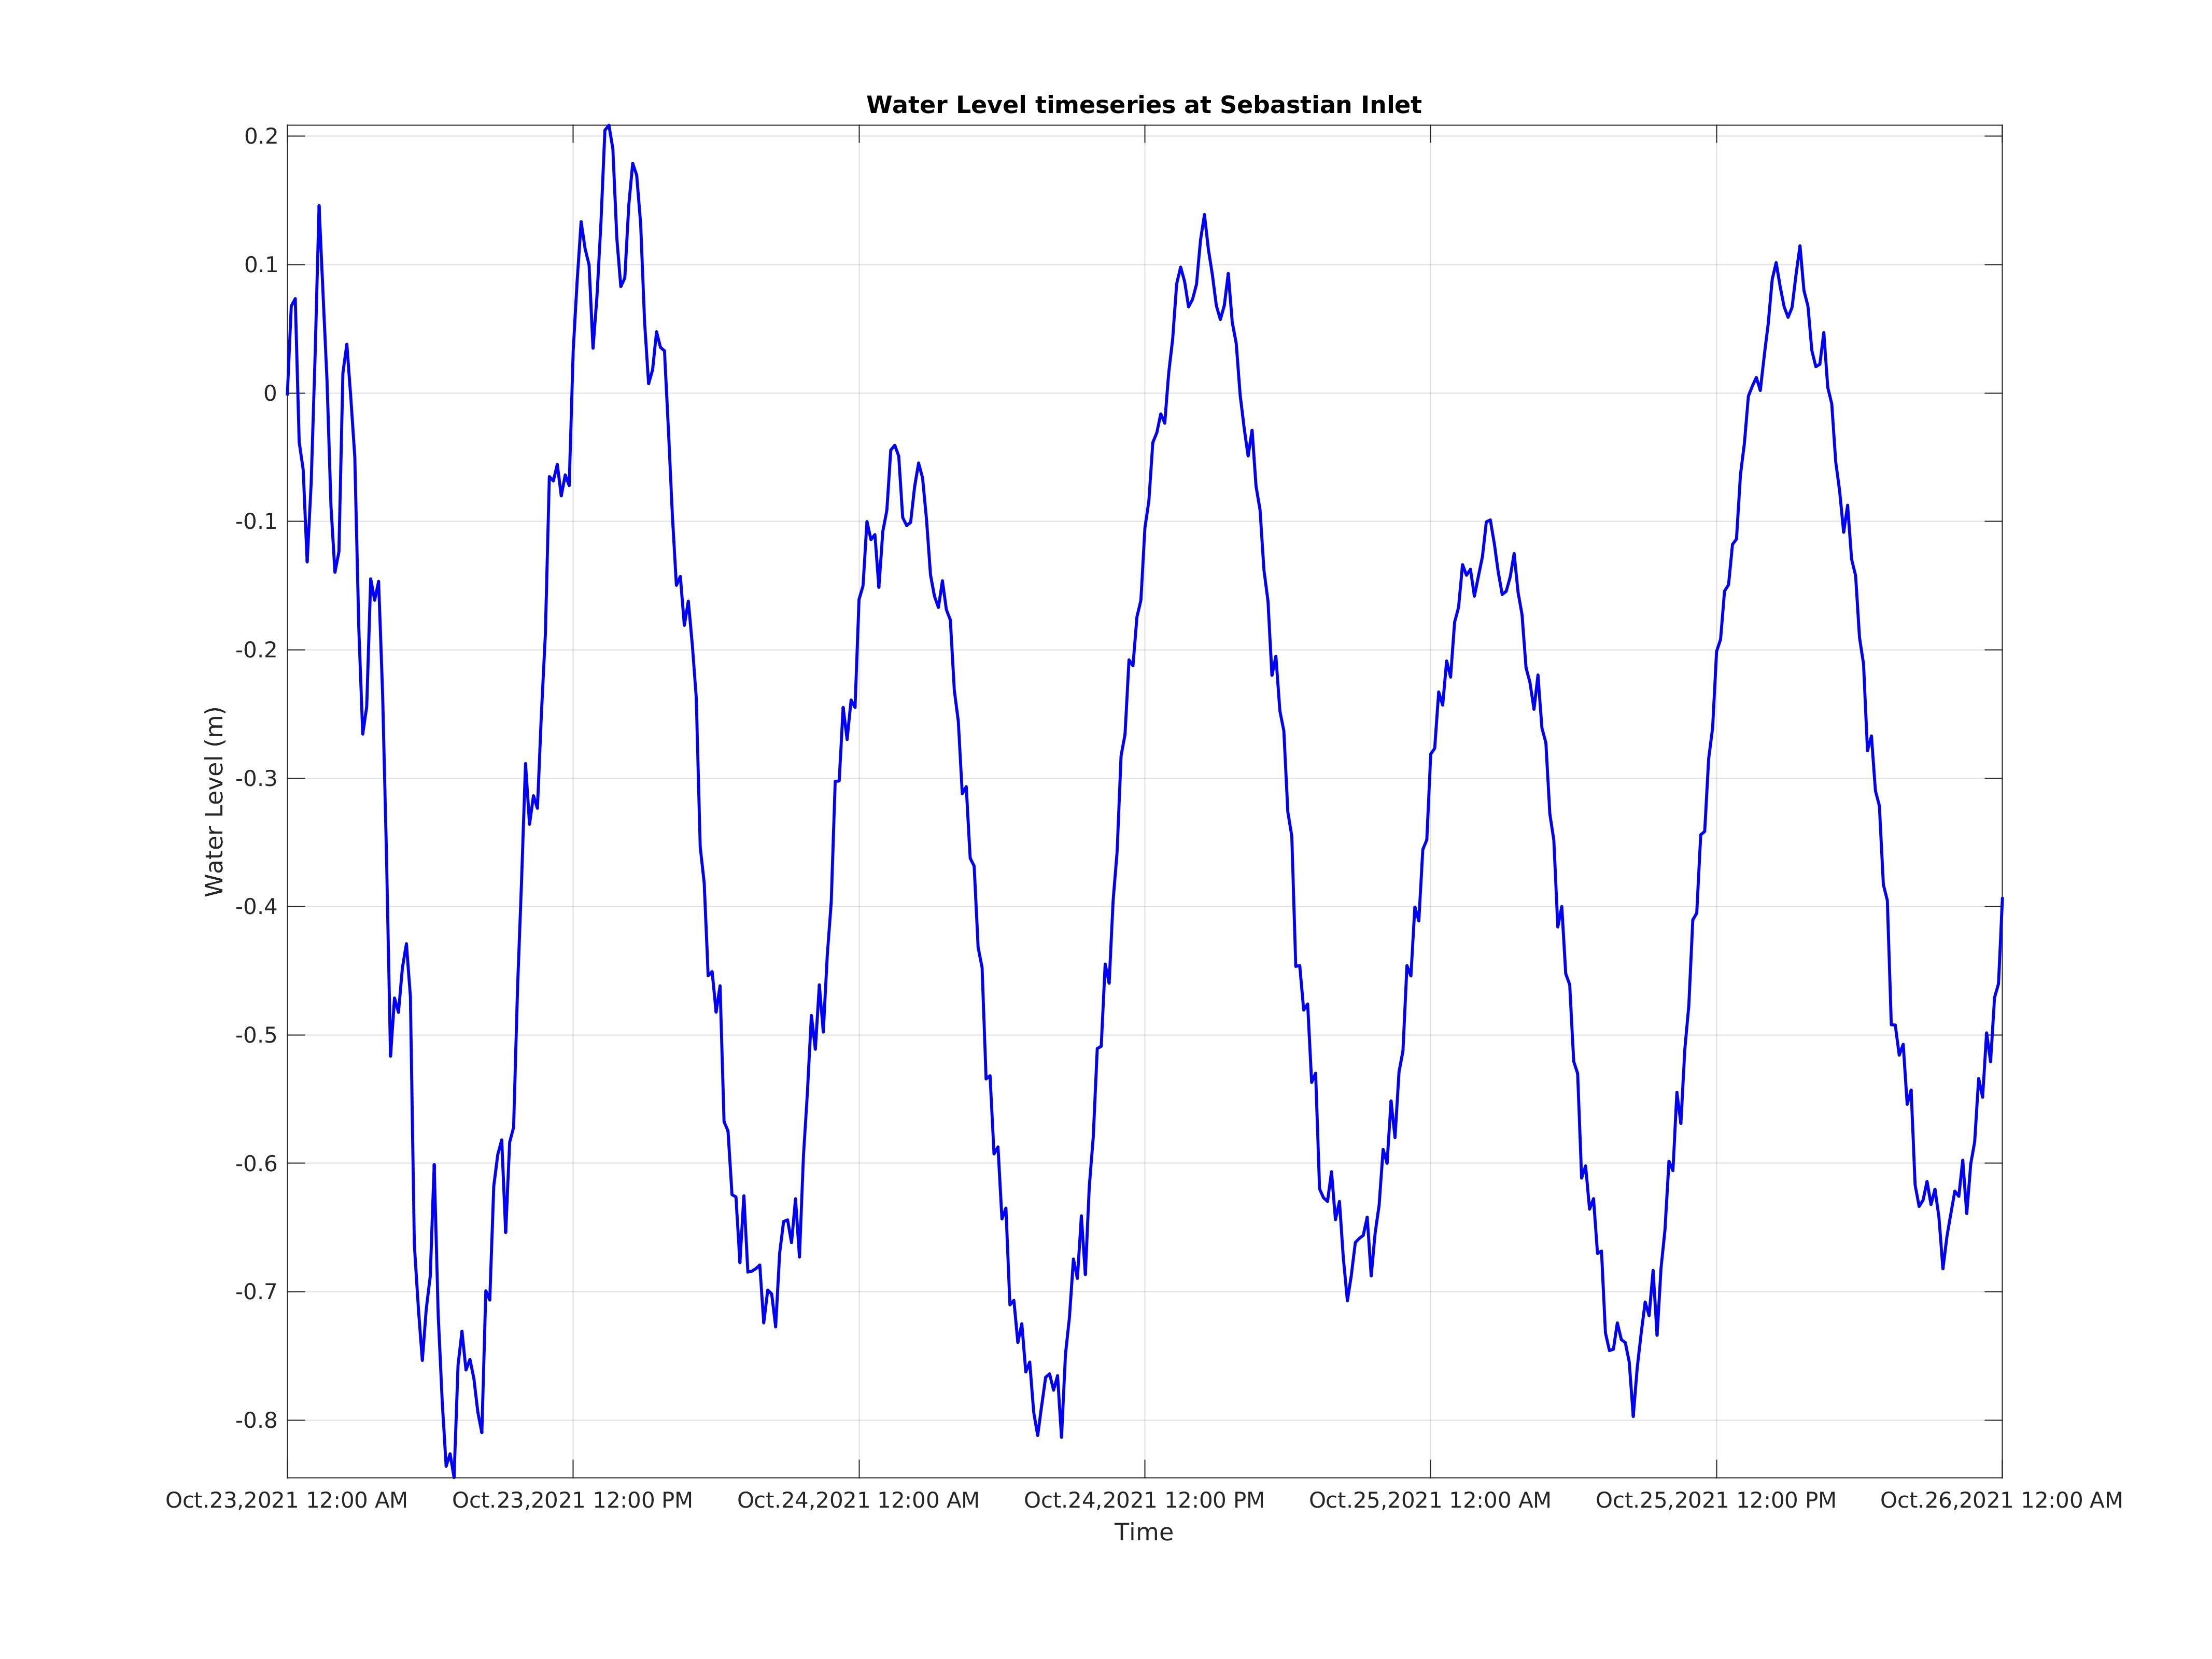 Water Level timeseries at Sebastian Inlet
0.2
0.1
0
-0.1
-0.2
-0.3
-0.4
-0.5
-0.6
-0.7
-0.8
Water Level (m)
Oct.23,2021 12:00 AM
Oct.23,2021 12:00 PM
Oct.24,2021 12:00 AM
Oct.24,2021 12:00 PM
Oct.25,2021 12:00 AM
Oct.25,2021 12:00 PM
Oct.26,2021 12:00 AM
Time